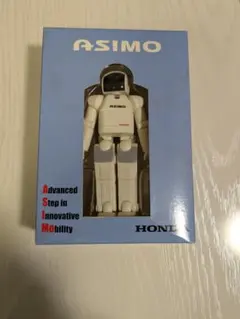 ASIMO
ASIMO
Advanced
Step in
Innovative
Mobility
HONDA